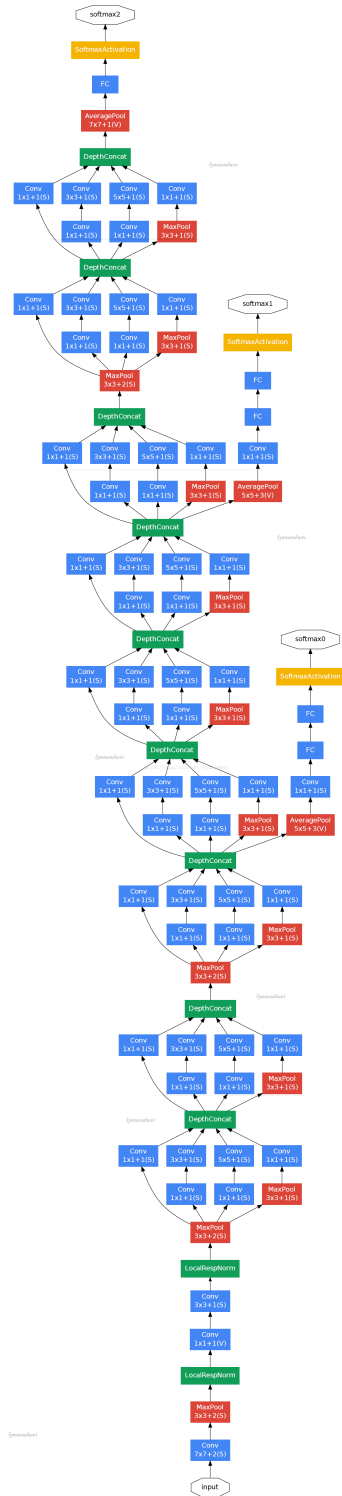 softmax2
SoftmaxActivation
FC
AveragePool
7x7+1(V)
DepthConcat
Conv Conv Conv Conv
1x1+1(S) 3x3+1(S) 5x5+1(S) 1x1+1(S)
Conv Conv MaxPool
1x1+1(S) 1x1+1(S) 3x3+1(S)
DepthConcat
Conv Conv Conv Conv
1x1+1(S) 3x3+1(S) 5x5+1(S) 1x1+1(S)
softmax1
Conv Conv MaxPool
1x1+1(S) 1x1+1(S) 3x3+1(S)
SoftmaxActivation
MaxPool
3x3+2(S)
FC
DepthConcat
FC
Conv Conv Conv Conv Conv
1x1+1(S) 3x3+1(S) 5x5+1(S) 1x1+1(S) 1x1+1(S)
Conv Conv MaxPool AveragePool
1x1+1(S) 1x1+1(S) 3x3+1(S) 5x5+3(V)
DepthConcat
Conv Conv Conv Conv
1x1+1(S) 3x3+1(S) 5x5+1(S) 1x1+1(S)
Conv Conv MaxPool
1x1+1(S) 1x1+1(S) 3x3+1(S)
DepthConcat
softmax0
Conv Conv Conv Conv
1x1+1(S) 3x3+1(S) 5x5+1(S) 1x1+1(S)
SoftmaxActivation
Conv Conv MaxPool
1x1+1(S) 1x1+1(S) 3x3+1(S)
FC
DepthConcat
FC
Conv Conv Conv Conv Conv
1x1+1(S) 3x3+1(S) 5x5+1(S) 1x1+1(S) 1x1+1(S)
Conv Conv MaxPool AveragePool
1x1+1(S) 1x1+1(S) 3x3+1(S) 5x5+3(V)
DepthConcat
Conv Conv Conv Conv
1x1+1(S) 3x3+1(S) 5x5+1(S) 1x1+1(S)
Conv Conv MaxPool
1x1+1(S) 1x1+1(S) 3x3+1(S)
MaxPool
3x3+2(S)
DepthConcat
Conv Conv Conv Conv
1x1+1(S) 3x3+1(S) 5x5+1(S) 1x1+1(S)
Conv Conv MaxPool
1x1+1(S) 1x1+1(S) 3x3+1(S)
DepthConcat
Conv Conv Conv Conv
1x1+1(S) 3x3+1(S) 5x5+1(S) 1x1+1(S)
Conv Conv MaxPool
1x1+1(S) 1x1+1(S) 3x3+1(S)
MaxPool
3x3+2(S)
LocalRespNorm
Conv
3x3+1(S)
Conv
1x1+1(V)
LocalRespNorm
MaxPool
3x3+2(S)
Conv
7x7+2(S)
input